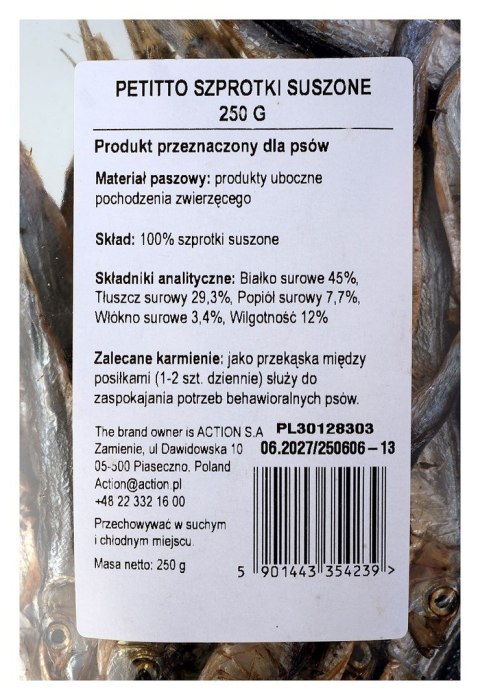 PETITTO SZPROTKI SUSZONE
250 G
Produkt przeznaczony dla psów
Materiał paszowy: produkty uboczne
pochodzenia zwierzęcego
Skład: 100% szprotki suszone
Składniki analityczne: Białko surowe 45%,
Tłuszcz surowy 29,3%, Popiół surowy 7,7%,
Włókno surowe 3,4%, Wilgotność 12%
Zalecane karmienie: jako przekąska między
posiłkami (1-2 szt. dziennie) służy do
zaspokajania potrzeb behawioralnych psów.
The brand owner is ACTION S.A
Zamienie, ul Dawidowska 10
05-500 Piaseczno. Poland
Action@action.pl
+48 22 332 16 00
Przechowywać w suchym
i chłodnym miejscu.
Masa netto: 250 g
PL30128303
06.2027/250606-13
5 901443 354239>